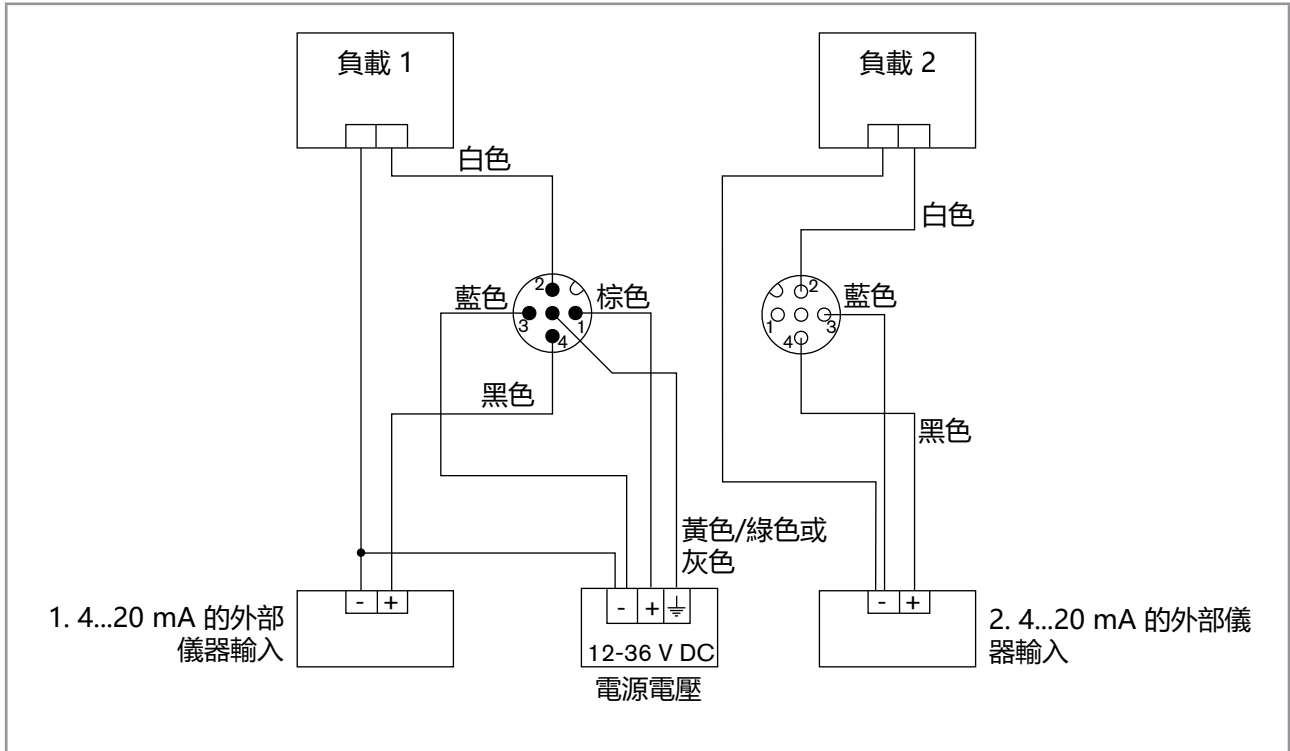 負載 1
負載 2
白色
白色
藍色
2
棕色
3
1
4
2
藍色
1
3
4
黑色
黑色
黃色/綠色或
灰色
1. 4...20 mA 的外部
儀器輸入
- +
- +
12-36 V DC
電源電壓
- +
2. 4...20 mA 的外部儀
器輸入